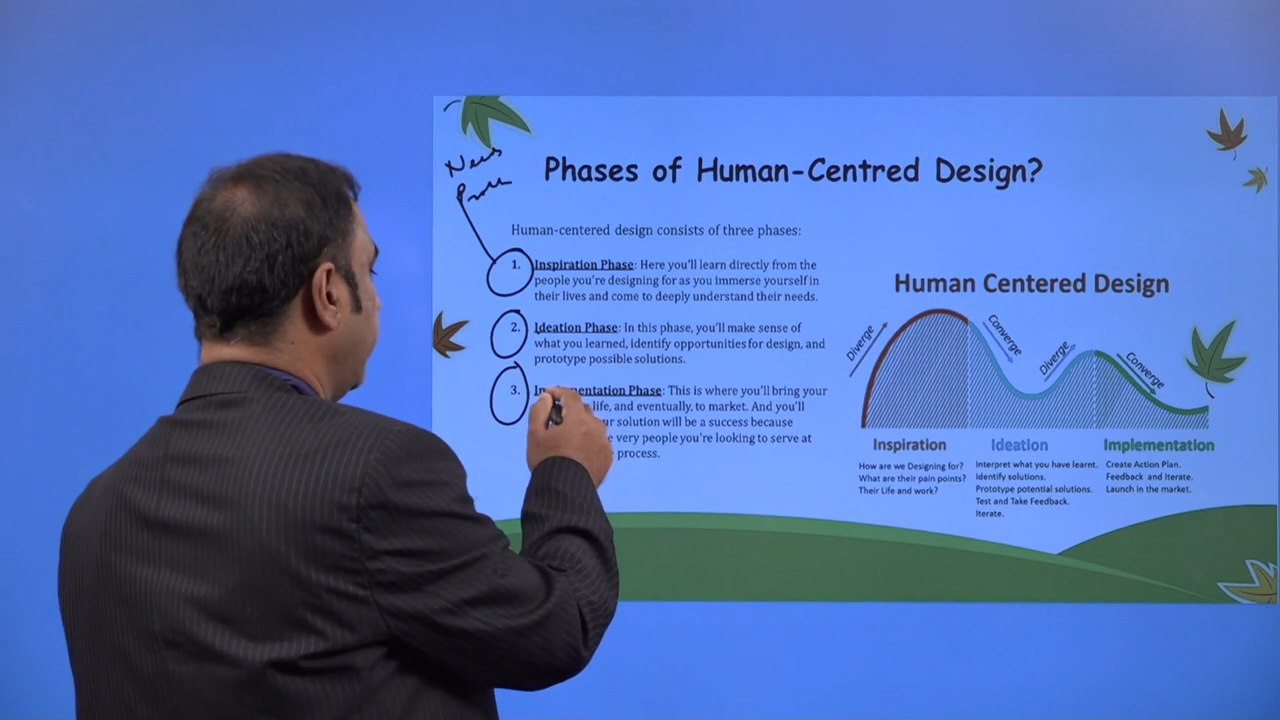 Phases of Human-Centred Design?
Human-centered design consists of three phases:
1. Inspiration Phase: Here you'll learn directly from the
people you're designing for as you immerse yourself in
their lives and come to deeply understand their needs.
2. Ideation Phase: In this phase, you'll make sense of
what you learned, identify opportunities for design, and
prototype possible solutions.
3. Phase: This is where you'll bring your
life, and eventually, to market. And you'll
solution will be a success because
very people you're looking to serve at
process.
Human Centered Design
Diverge
Converge
Diverge
Converge
Inspiration
How are we Designing for?
What are their pain points?
Their Life and work?
Ideation
Interpret what you have learnt.
Identify solutions.
Prototype potential solutions.
Test and Take Feedback.
Iterate.
Implementation
Create Action Plan.
Feedback and Iterate.
Launch in the market.